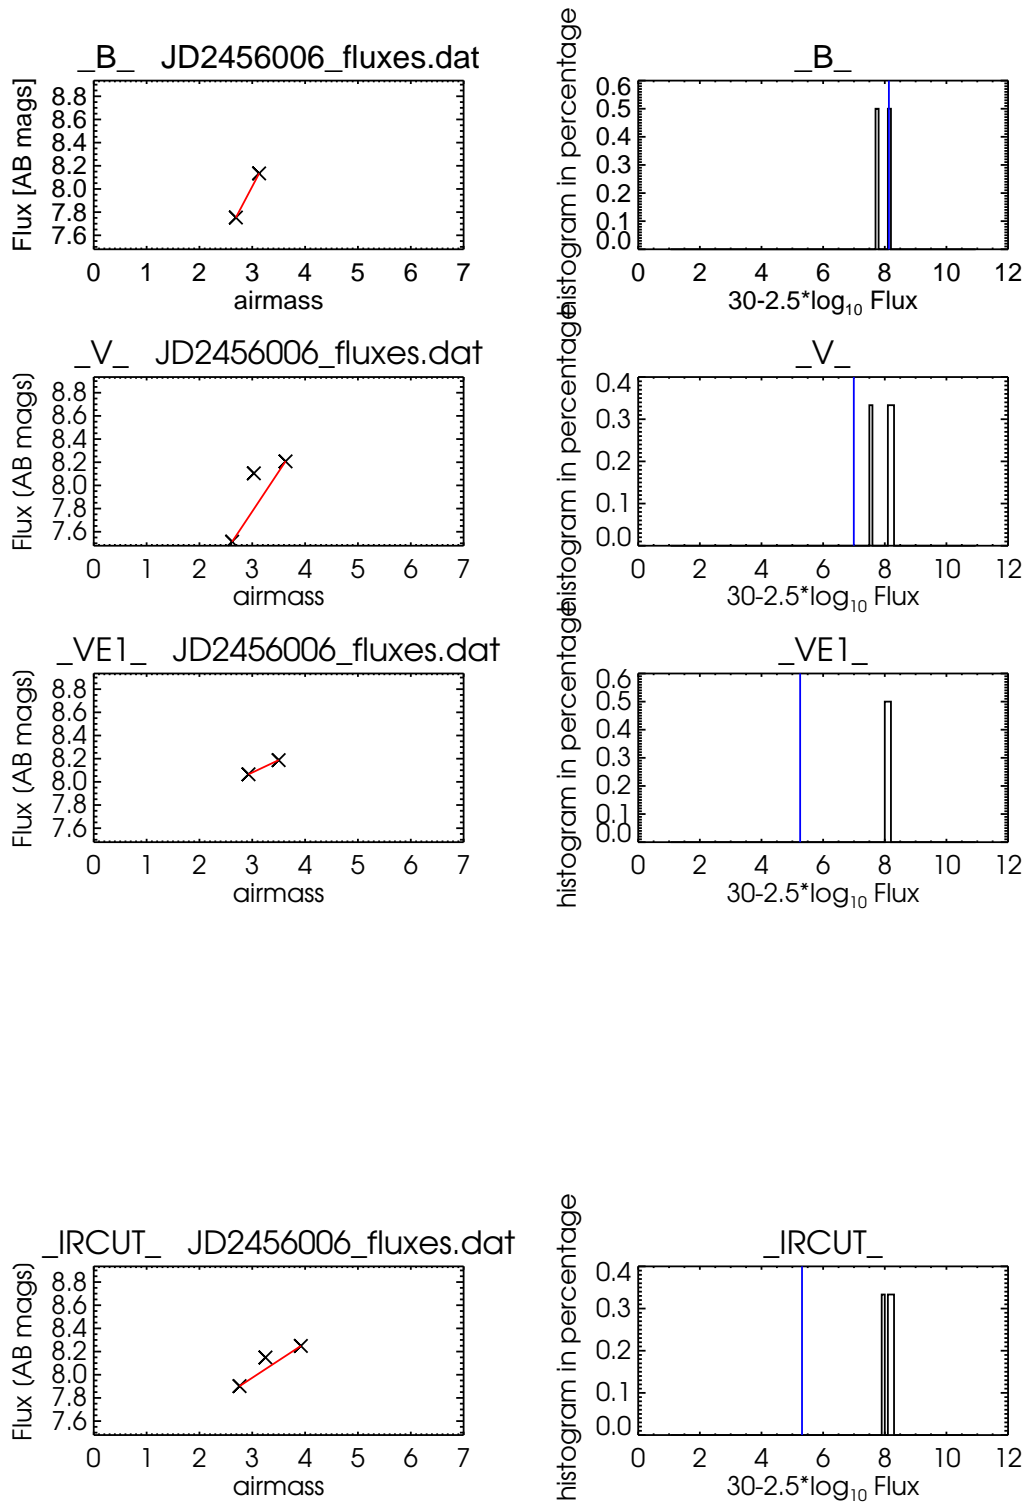 _B_ JD2456006_fluxes.dat
Flux [AB mags]
8.8
8.6
8.4
8.2
8.0
7.8
7.6
0 1 2 3 4 5 6 7
airmass
_B_
histogram in percentage
0.6
0.5
0.4
0.3
0.2
0.1
0.0
0 2 4 6 8 10 12
30-2.5*log₁₀ Flux
_V_ JD2456006_fluxes.dat
Flux (AB mags)
8.8
8.6
8.4
8.2
8.0
7.8
7.6
0 1 2 3 4 5 6 7
airmass
_V_
histogram in percentage
0.4
0.3
0.2
0.1
0.0
0 2 4 6 8 10 12
30-2.5*log₁₀ Flux
_VE1_ JD2456006_fluxes.dat
Flux (AB mags)
8.8
8.6
8.4
8.2
8.0
7.8
7.6
0 1 2 3 4 5 6 7
airmass
_VE1_
histogram in percentage
0.6
0.5
0.4
0.3
0.2
0.1
0.0
0 2 4 6 8 10 12
30-2.5*log₁₀ Flux
_IRCUT_ JD2456006_fluxes.dat
Flux (AB mags)
8.8
8.6
8.4
8.2
8.0
7.8
7.6
0 1 2 3 4 5 6 7
airmass
_IRCUT_
histogram in percentage
0.4
0.3
0.2
0.1
0.0
0 2 4 6 8 10 12
30-2.5*log₁₀ Flux